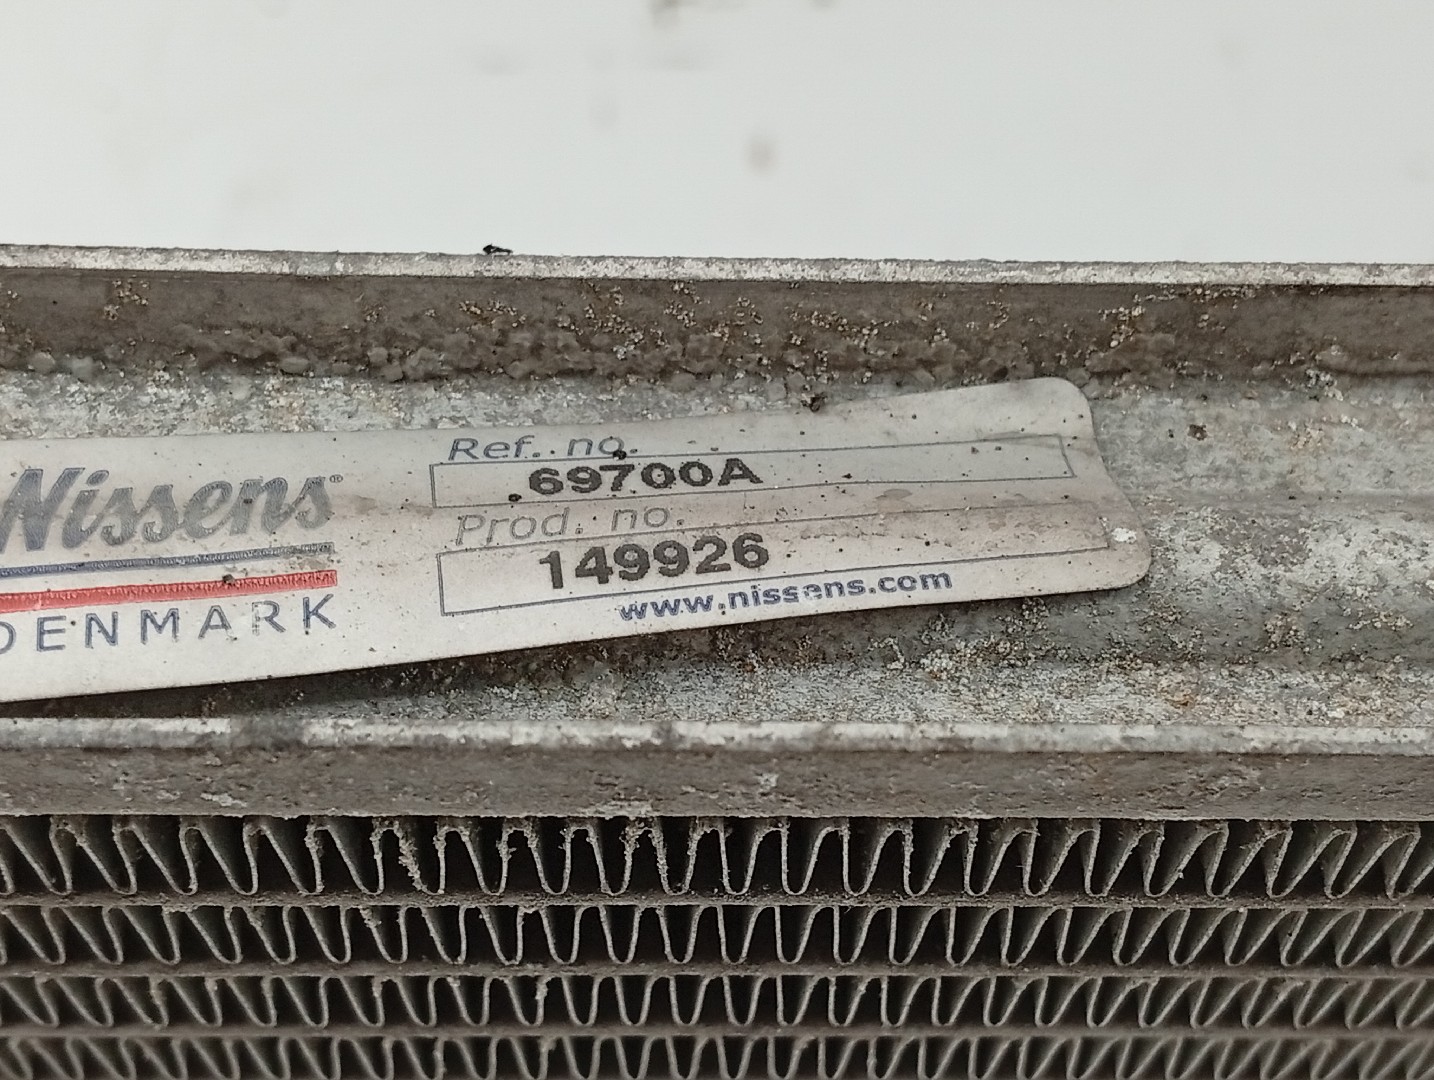 Nissens®
DENMARK
Ref. no.
69700A
Prod. no.
149926
www.nissens.com